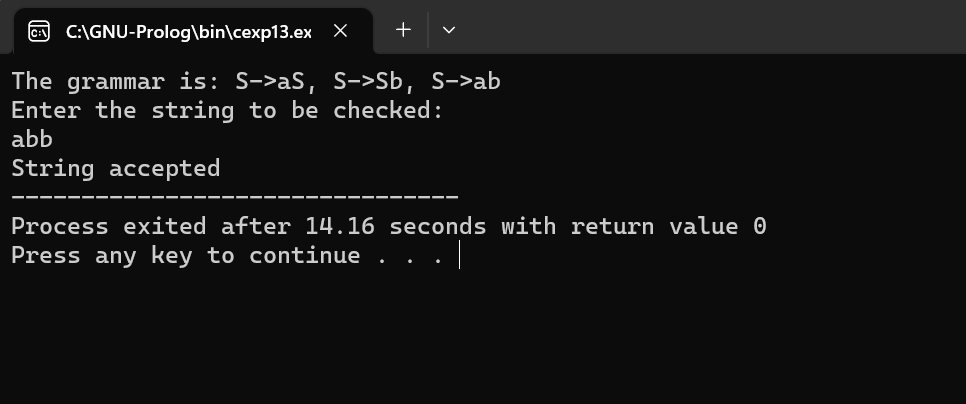 C:\GNU-Prolog\bin\cexp13.ex
The grammar is: S->aS, S->Sb, S->ab
Enter the string to be checked:
abb
String accepted
--------------------------------
Process exited after 14.16 seconds with return value 0
Press any key to continue . . .